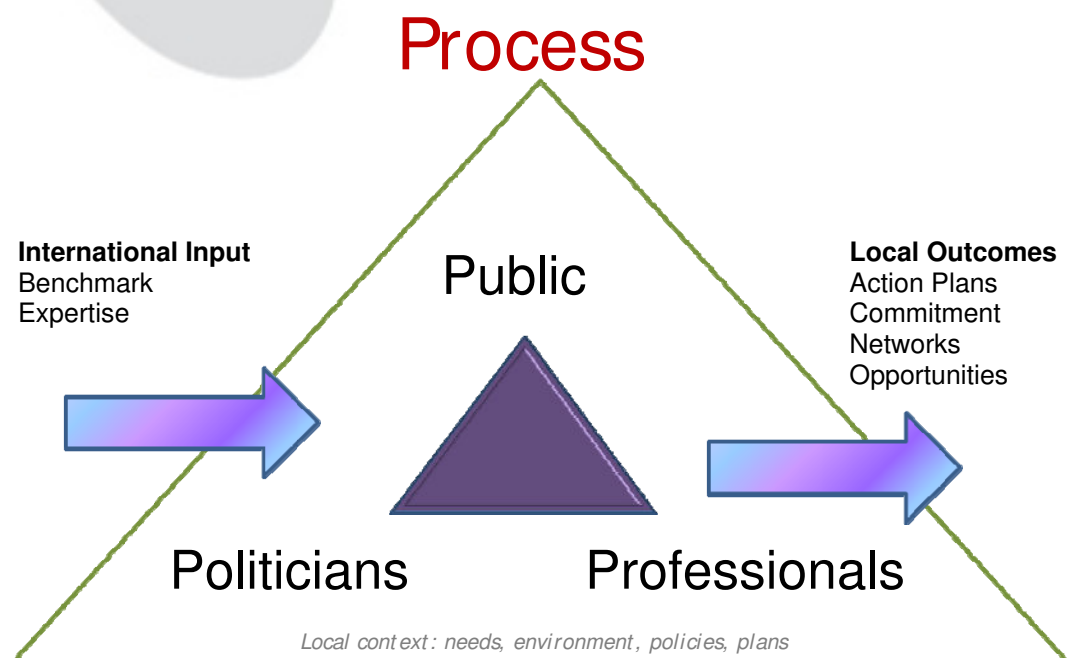 Process
International Input
Benchmark
Expertise
Public
Local Outcomes
Action Plans
Commitment
Networks
Opportunities
Politicians
Professionals
Local context: needs, environment, policies, plans